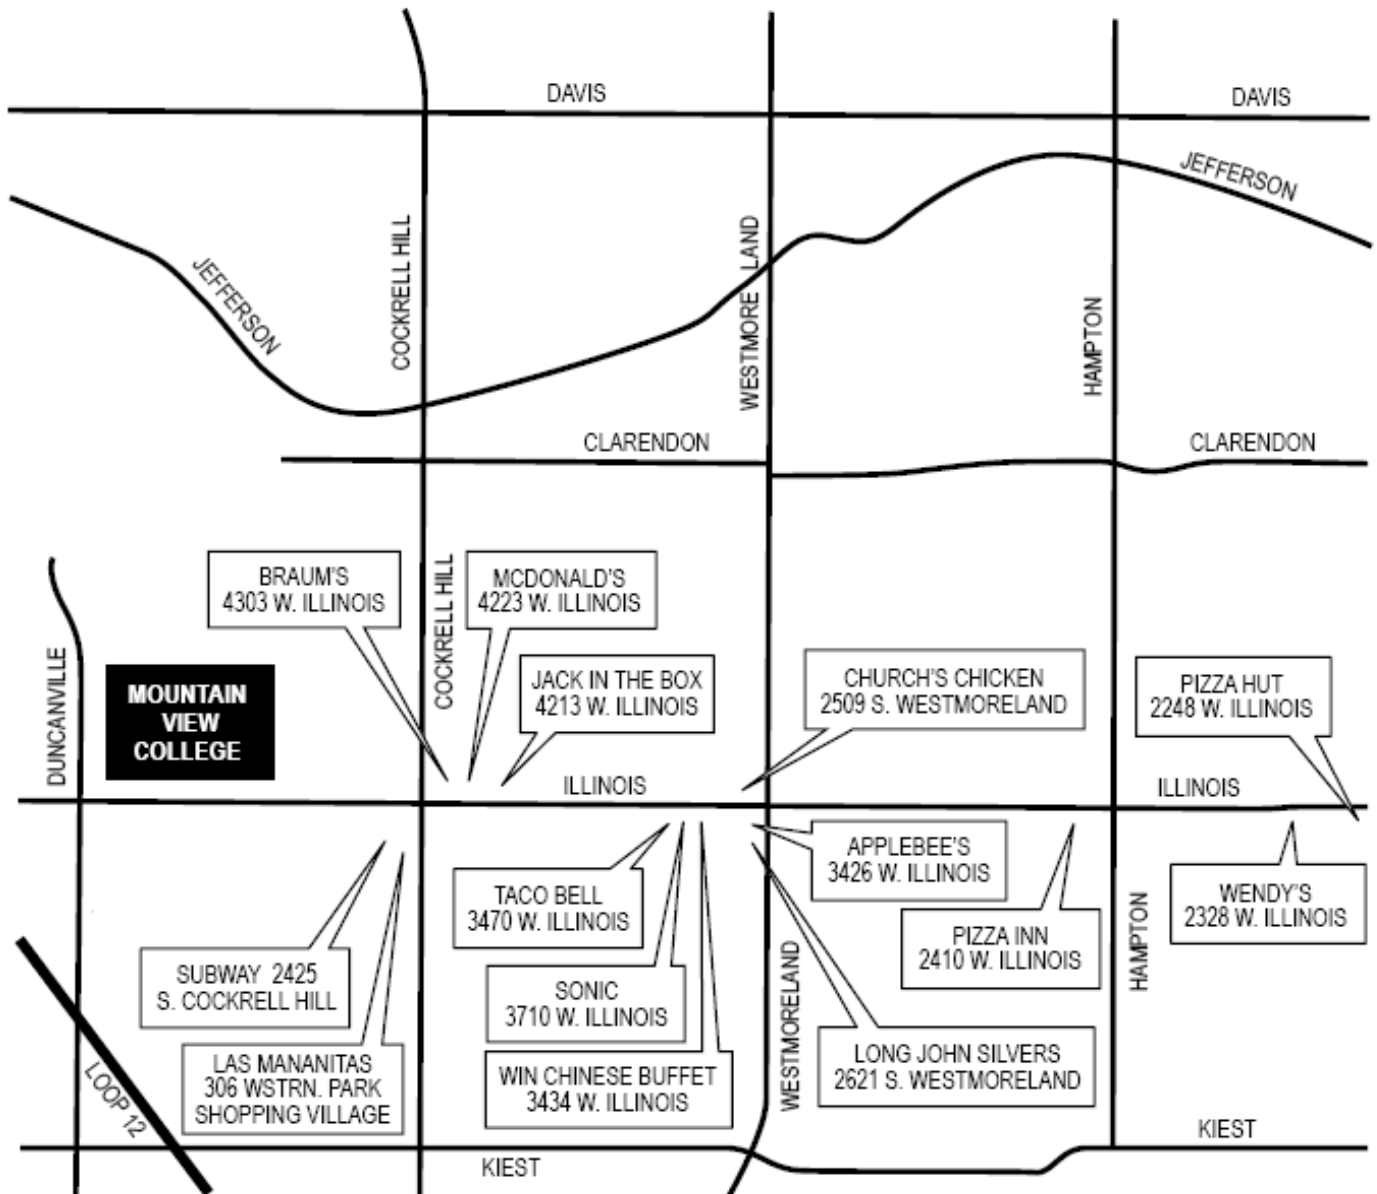 DAVIS
DAVIS
JEFFERSON
JEFFERSON
COCKRELL HILL
WESTMORE LAND
HAMPTON
CLARENDON
CLARENDON
BRAUM'S
4303 W. ILLINOIS
COCKRELL HILL
MCDONALD'S
4223 W. ILLINOIS
DUNCANVILLE
MOUNTAIN
VIEW
COLLEGE
JACK IN THE BOX
4213 W. ILLINOIS
CHURCH'S CHICKEN
2509 S. WESTMORELAND
PIZZA HUT
2248 W. ILLINOIS
ILLINOIS
ILLINOIS
TACO BELL
3470 W. ILLINOIS
APPLEBEE'S
3426 W. ILLINOIS
PIZZA INN
2410 W. ILLINOIS
HAMPTON
WENDY'S
2328 W. ILLINOIS
SUBWAY 2425
S. COCKRELL HILL
SONIC
3710 W. ILLINOIS
WESTMORELAND
LOOP 12
LAS MANANITAS
306 WSTRN. PARK
SHOPPING VILLAGE
WIN CHINESE BUFFET
3434 W. ILLINOIS
LONG JOHN SILVERS
2621 S. WESTMORELAND
KIEST
KIEST